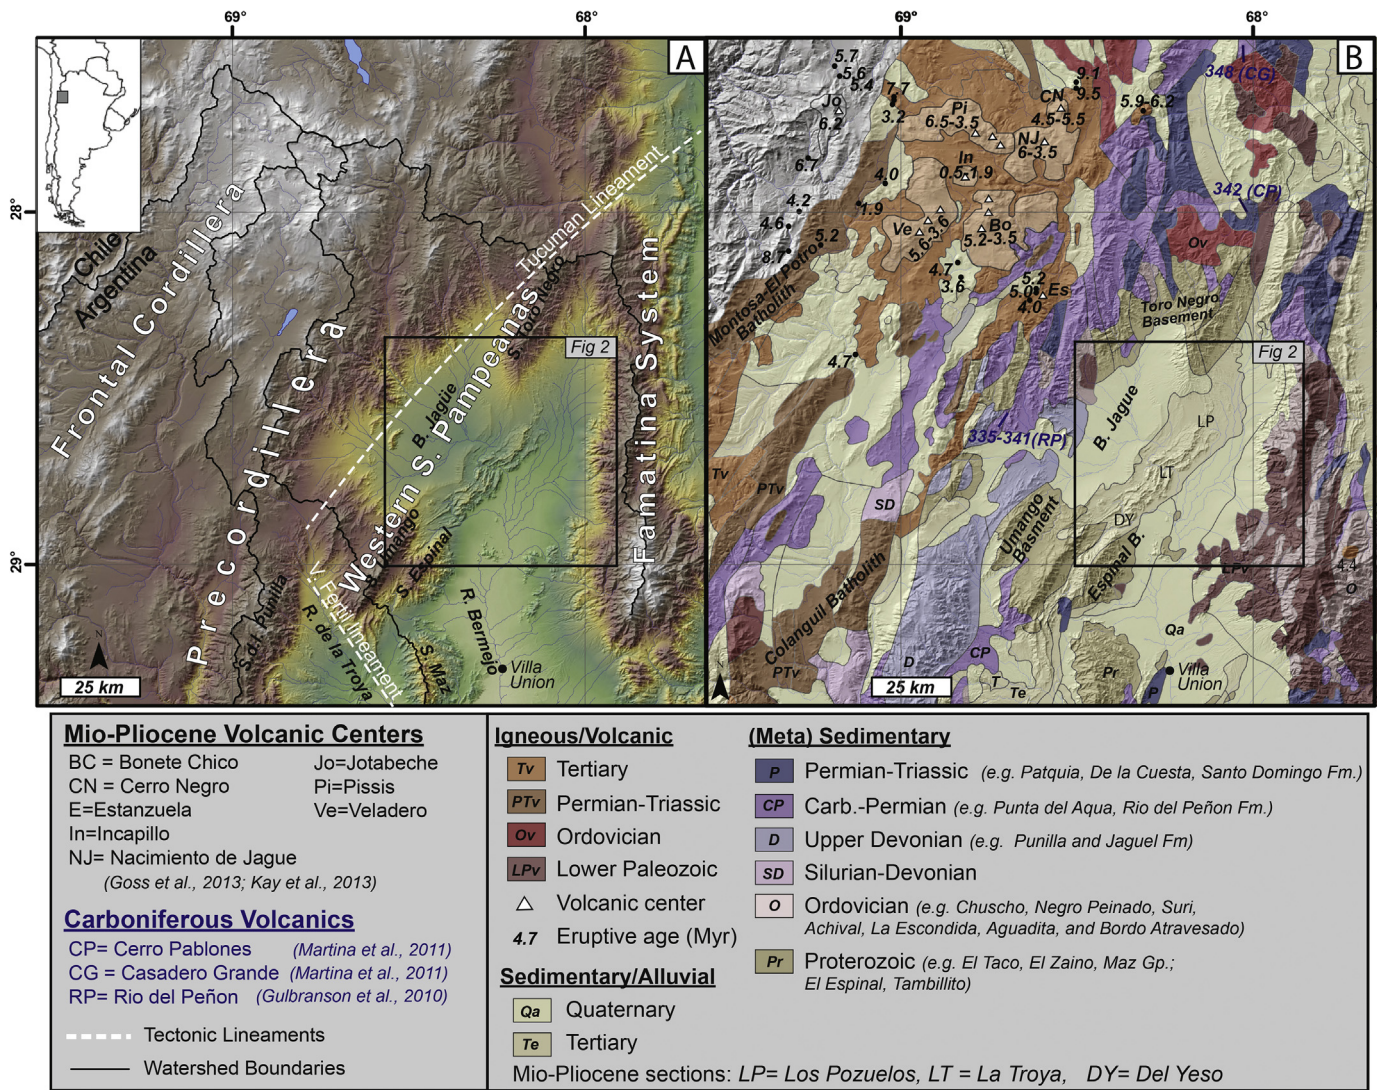 69°
68°
69°
68°
A
B
28°
29°
Chile
Argentina
Frontal Cordillera
Precordillera
Western S. Pampeanas
Famatina System
Tucuman Lineament
S. Toro Negro
Fig 2
B. Jagüe
S. Espinal
V. Fertil lineament
S.d.l. Punilla
R. de la Troya
S. Maz
R. Bermejo
Villa
Union
N
25 km
348 (CG)
5.7
5.6
5.4
Jo
6.2
7.7
3.2
9.1
9.5
CN
4.5-5.5
5.9-6.2
Pi
6.5-3.5
NJ
6-3.5
6.7
In
0.5-1.9
4.0
342 (CP)
4.2
1.9
4.6
5.2
8.7
Ve
5.6-3.6
Bo
5.2-3.5
Ov
4.7
3.6
5.2
5.0
Es
4.0
Montosa-El Potro
Batholith
Toro Negro
Basement
4.7
Fig 2
B. Jague
LP
335-341(RP)
LT
Tv
PTv
SD
DY
Umango
Basment
Espinal B.
LPv
4.4
O
Colanguil Batholith
Qa
D
CP
T
Te
Pr
P
PTv
Villa
Union
N
25 km
Mio-Pliocene Volcanic Centers
BC = Bonete Chico
Jo=Jotabeche
CN = Cerro Negro
Pi=Pissis
E=Estanzuela
Ve=Veladero
In=Incapillo
NJ= Nacimiento de Jague
(Goss et al., 2013; Kay et al., 2013)
Carboniferous Volcanics
CP= Cerro Pablones (Martina et al., 2011)
CG = Casadero Grande (Martina et al., 2011)
RP= Rio del Peñon (Gulbranson et al., 2010)
Tectonic Lineaments
Watershed Boundaries
Igneous/Volcanic
Tv Tertiary
PTv Permian-Triassic
Ov Ordovician
LPv Lower Paleozoic
Volcanic center
4.7 Eruptive age (Myr)
Sedimentary/Alluvial
Qa Quaternary
Te Tertiary
(Meta) Sedimentary
P Permian-Triassic (e.g. Patquia, De la Cuesta, Santo Domingo Fm.)
CP Carb.-Permian (e.g. Punta del Aqua, Rio del Peñon Fm.)
D Upper Devonian (e.g. Punilla and Jaguel Fm)
SD Silurian-Devonian
O Ordovician (e.g. Chuscho, Negro Peinado, Suri,
Achival, La Escondida, Aguadita, and Bordo Atravesado)
Pr Proterozoic (e.g. El Taco, El Zaino, Maz Gp.;
El Espinal, Tambillito)
Mio-Pliocene sections: LP= Los Pozuelos, LT = La Troya, DY= Del Yeso